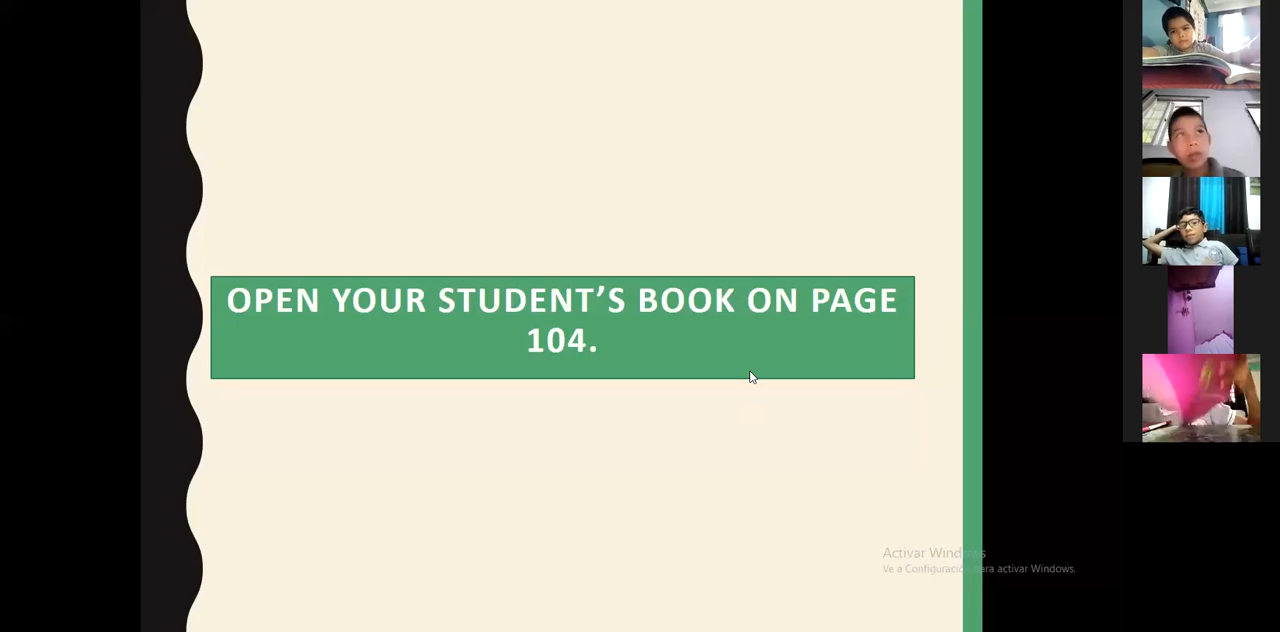 OPEN YOUR STUDENT’S BOOK ON PAGE
104.
Activar Windows
Ve a Configuración para activar Windows.